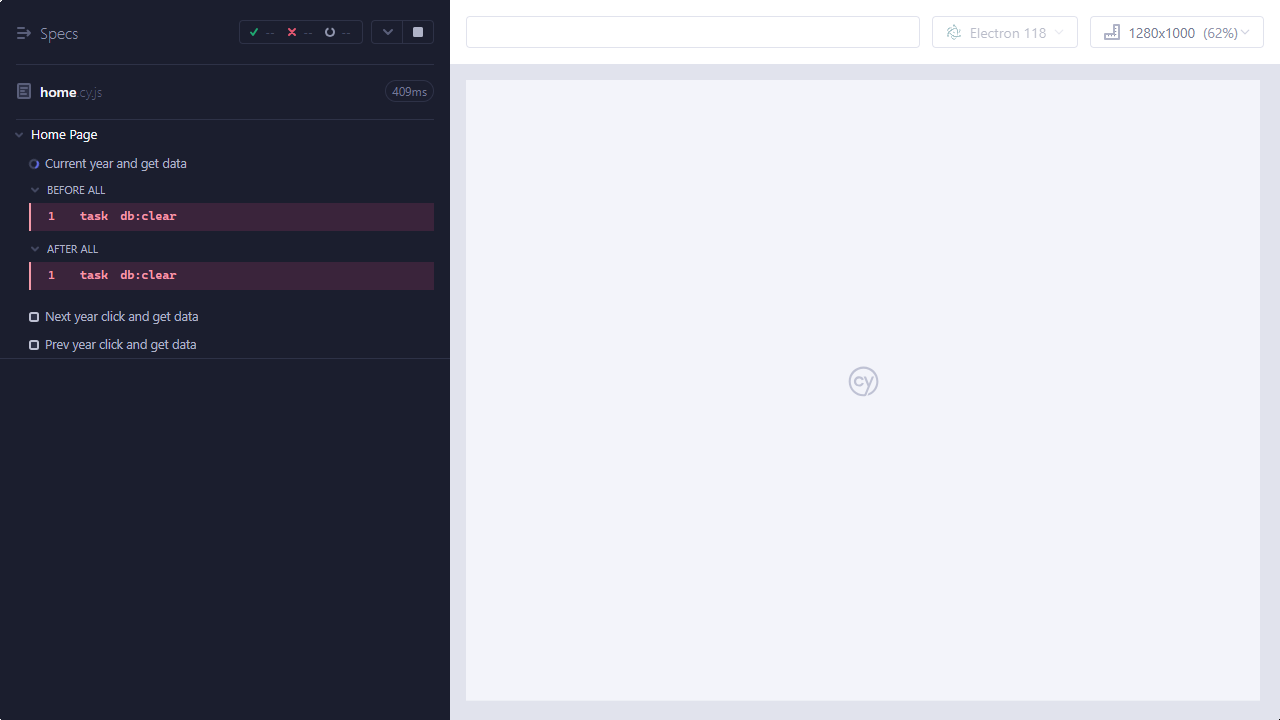 Specs
-- -- --
Electron 118
1280x1000 (62%)
home.cy.js
409ms
Home Page
Current year and get data
BEFORE ALL
1 task db:clear
AFTER ALL
1 task db:clear
Next year click and get data
Prev year click and get data
cy